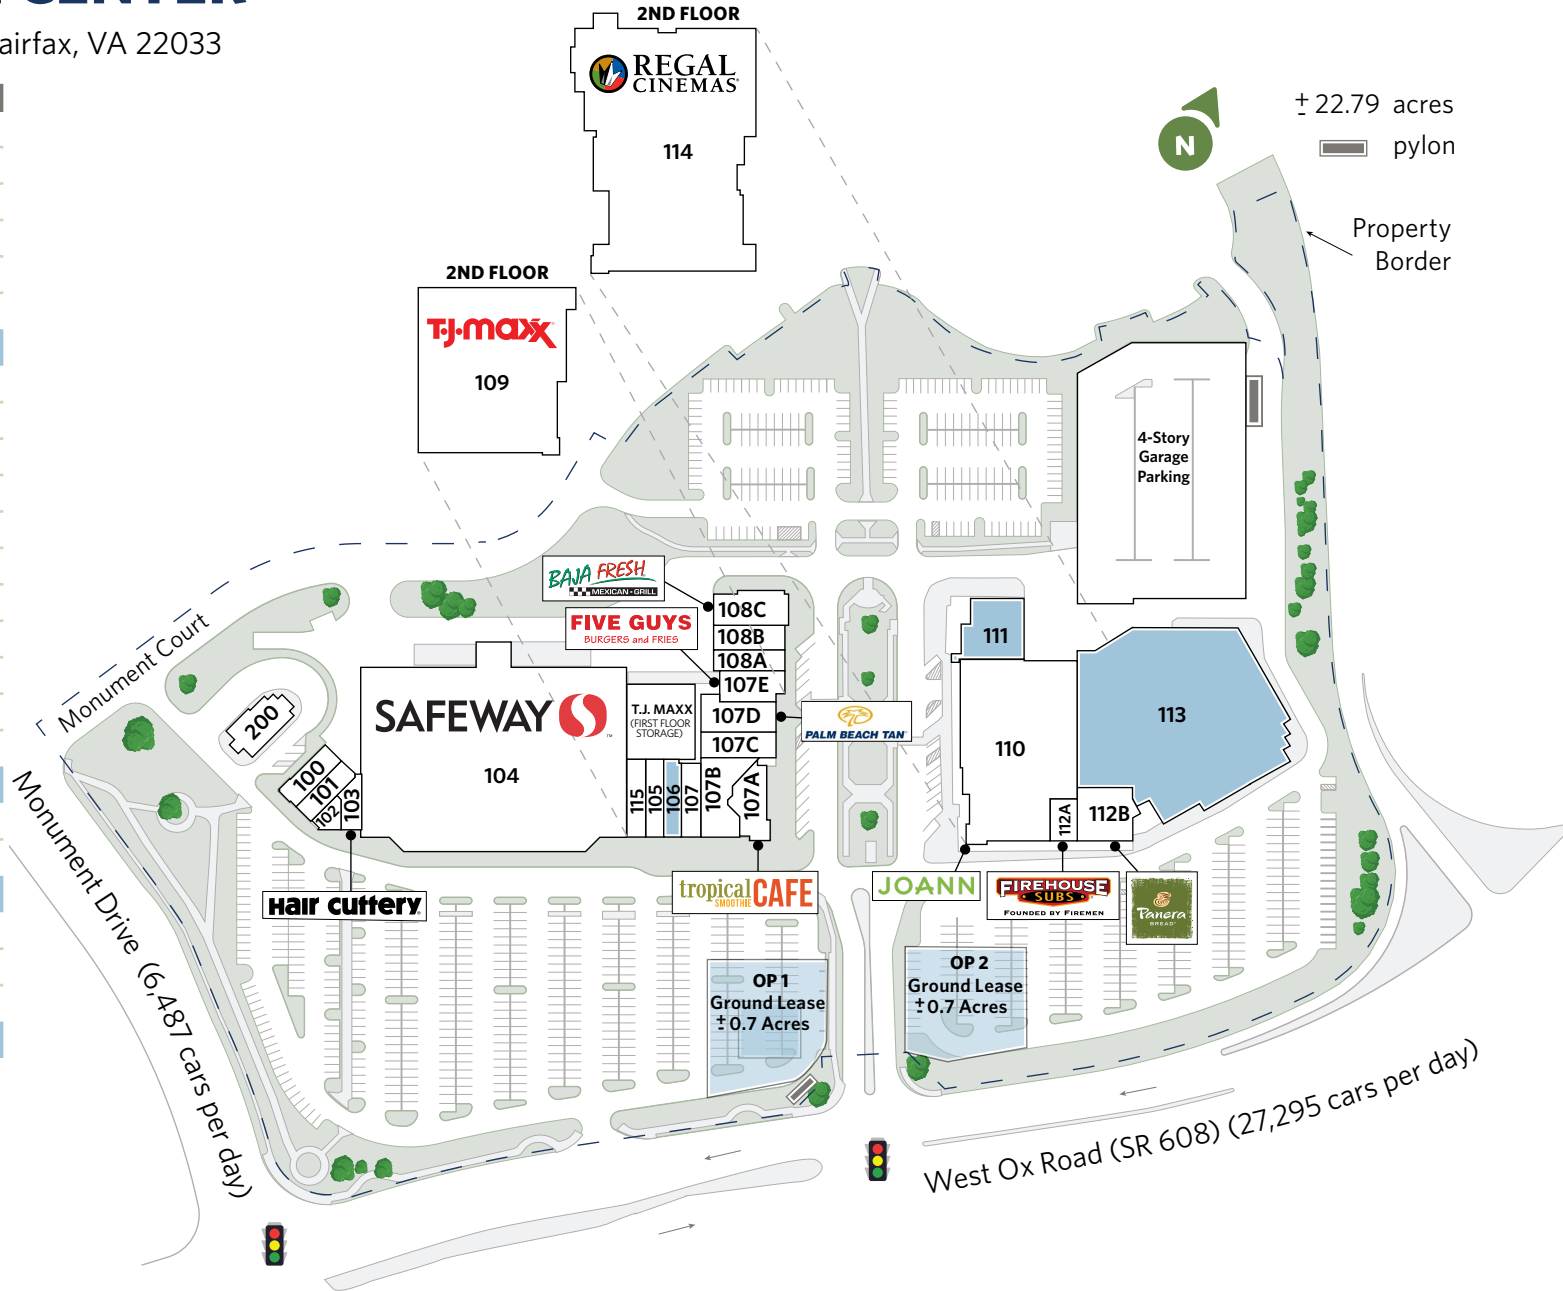 CENTER
airfax, VA 22033
2ND FLOOR
REGAL
CINEMAS
114
N
± 22.79 acres
pylon
Property
Border
2ND FLOOR
T·J·maxx
109
4-Story
Garage
Parking
BAJA FRESH
MEXICAN·GRILL
FIVE GUYS
BURGERS and FRIES
108C
108B
108A
107E
107D
107C
107B
107A
PALM BEACH TAN
T.J. MAXX
(FIRST FLOOR
STORAGE)
SAFEWAY
104
115
105
106
107
111
110
113
112A
112B
Monument Court
200
100
101
102
103
Hair cuttery
tropical
SMOOTHIE CAFE
JOANN
FIREHOUSE
SUBS
FOUNDED BY FIREMEN
Panera
BREAD
OP 1
Ground Lease
± 0.7 Acres
OP 2
Ground Lease
± 0.7 Acres
Monument Drive (6,487 cars per day)
West Ox Road (SR 608) (27,295 cars per day)